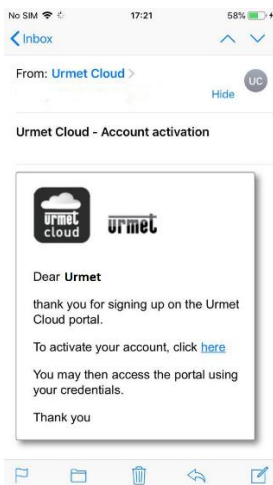 No SIM 17:21 58%
Inbox
From: Urmet Cloud
UC
Hide
Urmet Cloud - Account activation
urmet
cloud
urmet
Dear Urmet
thank you for signing up on the Urmet
Cloud portal.
To activate your account, click here
You may then access the portal using
your credentials.
Thank you